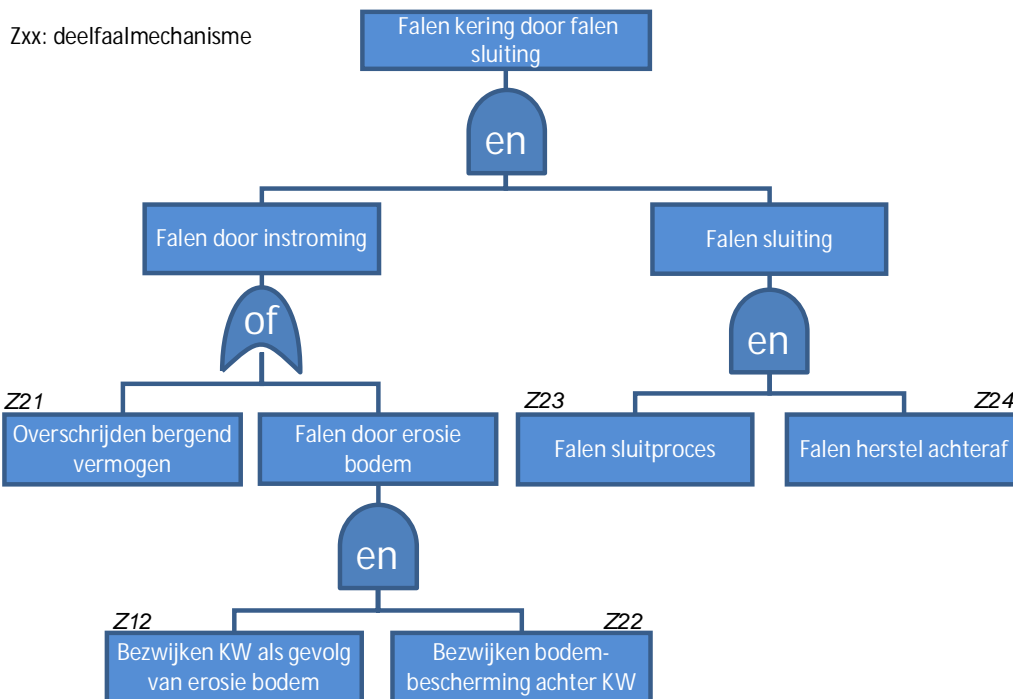 Zxx: deelfaalmechanisme
Falen kering door falen
sluiting
en
Falen door instroming
Falen sluiting
of
en
Z21
Overschrijden bergend
vermogen
Falen door erosie
bodem
Z23
Falen sluitproces
Z24
Falen herstel achteraf
en
Z12
Bezwijken KW als gevolg
van erosie bodem
Z22
Bezwijken bodem-
bescherming achter KW